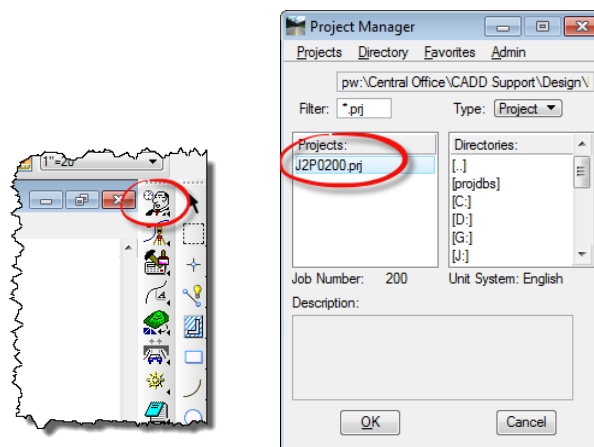 1"=20'
Project Manager
Projects Directory Favorites Admin
pw:\Central Office\CADD Support\Design\
Filter: *.prj Type: Project
Projects: Directories:
J2P0200.prj [..]
[projdbs]
[C:]
[D:]
[G:]
[J:]
Job Number: 200 Unit System: English
Description:
OK Cancel